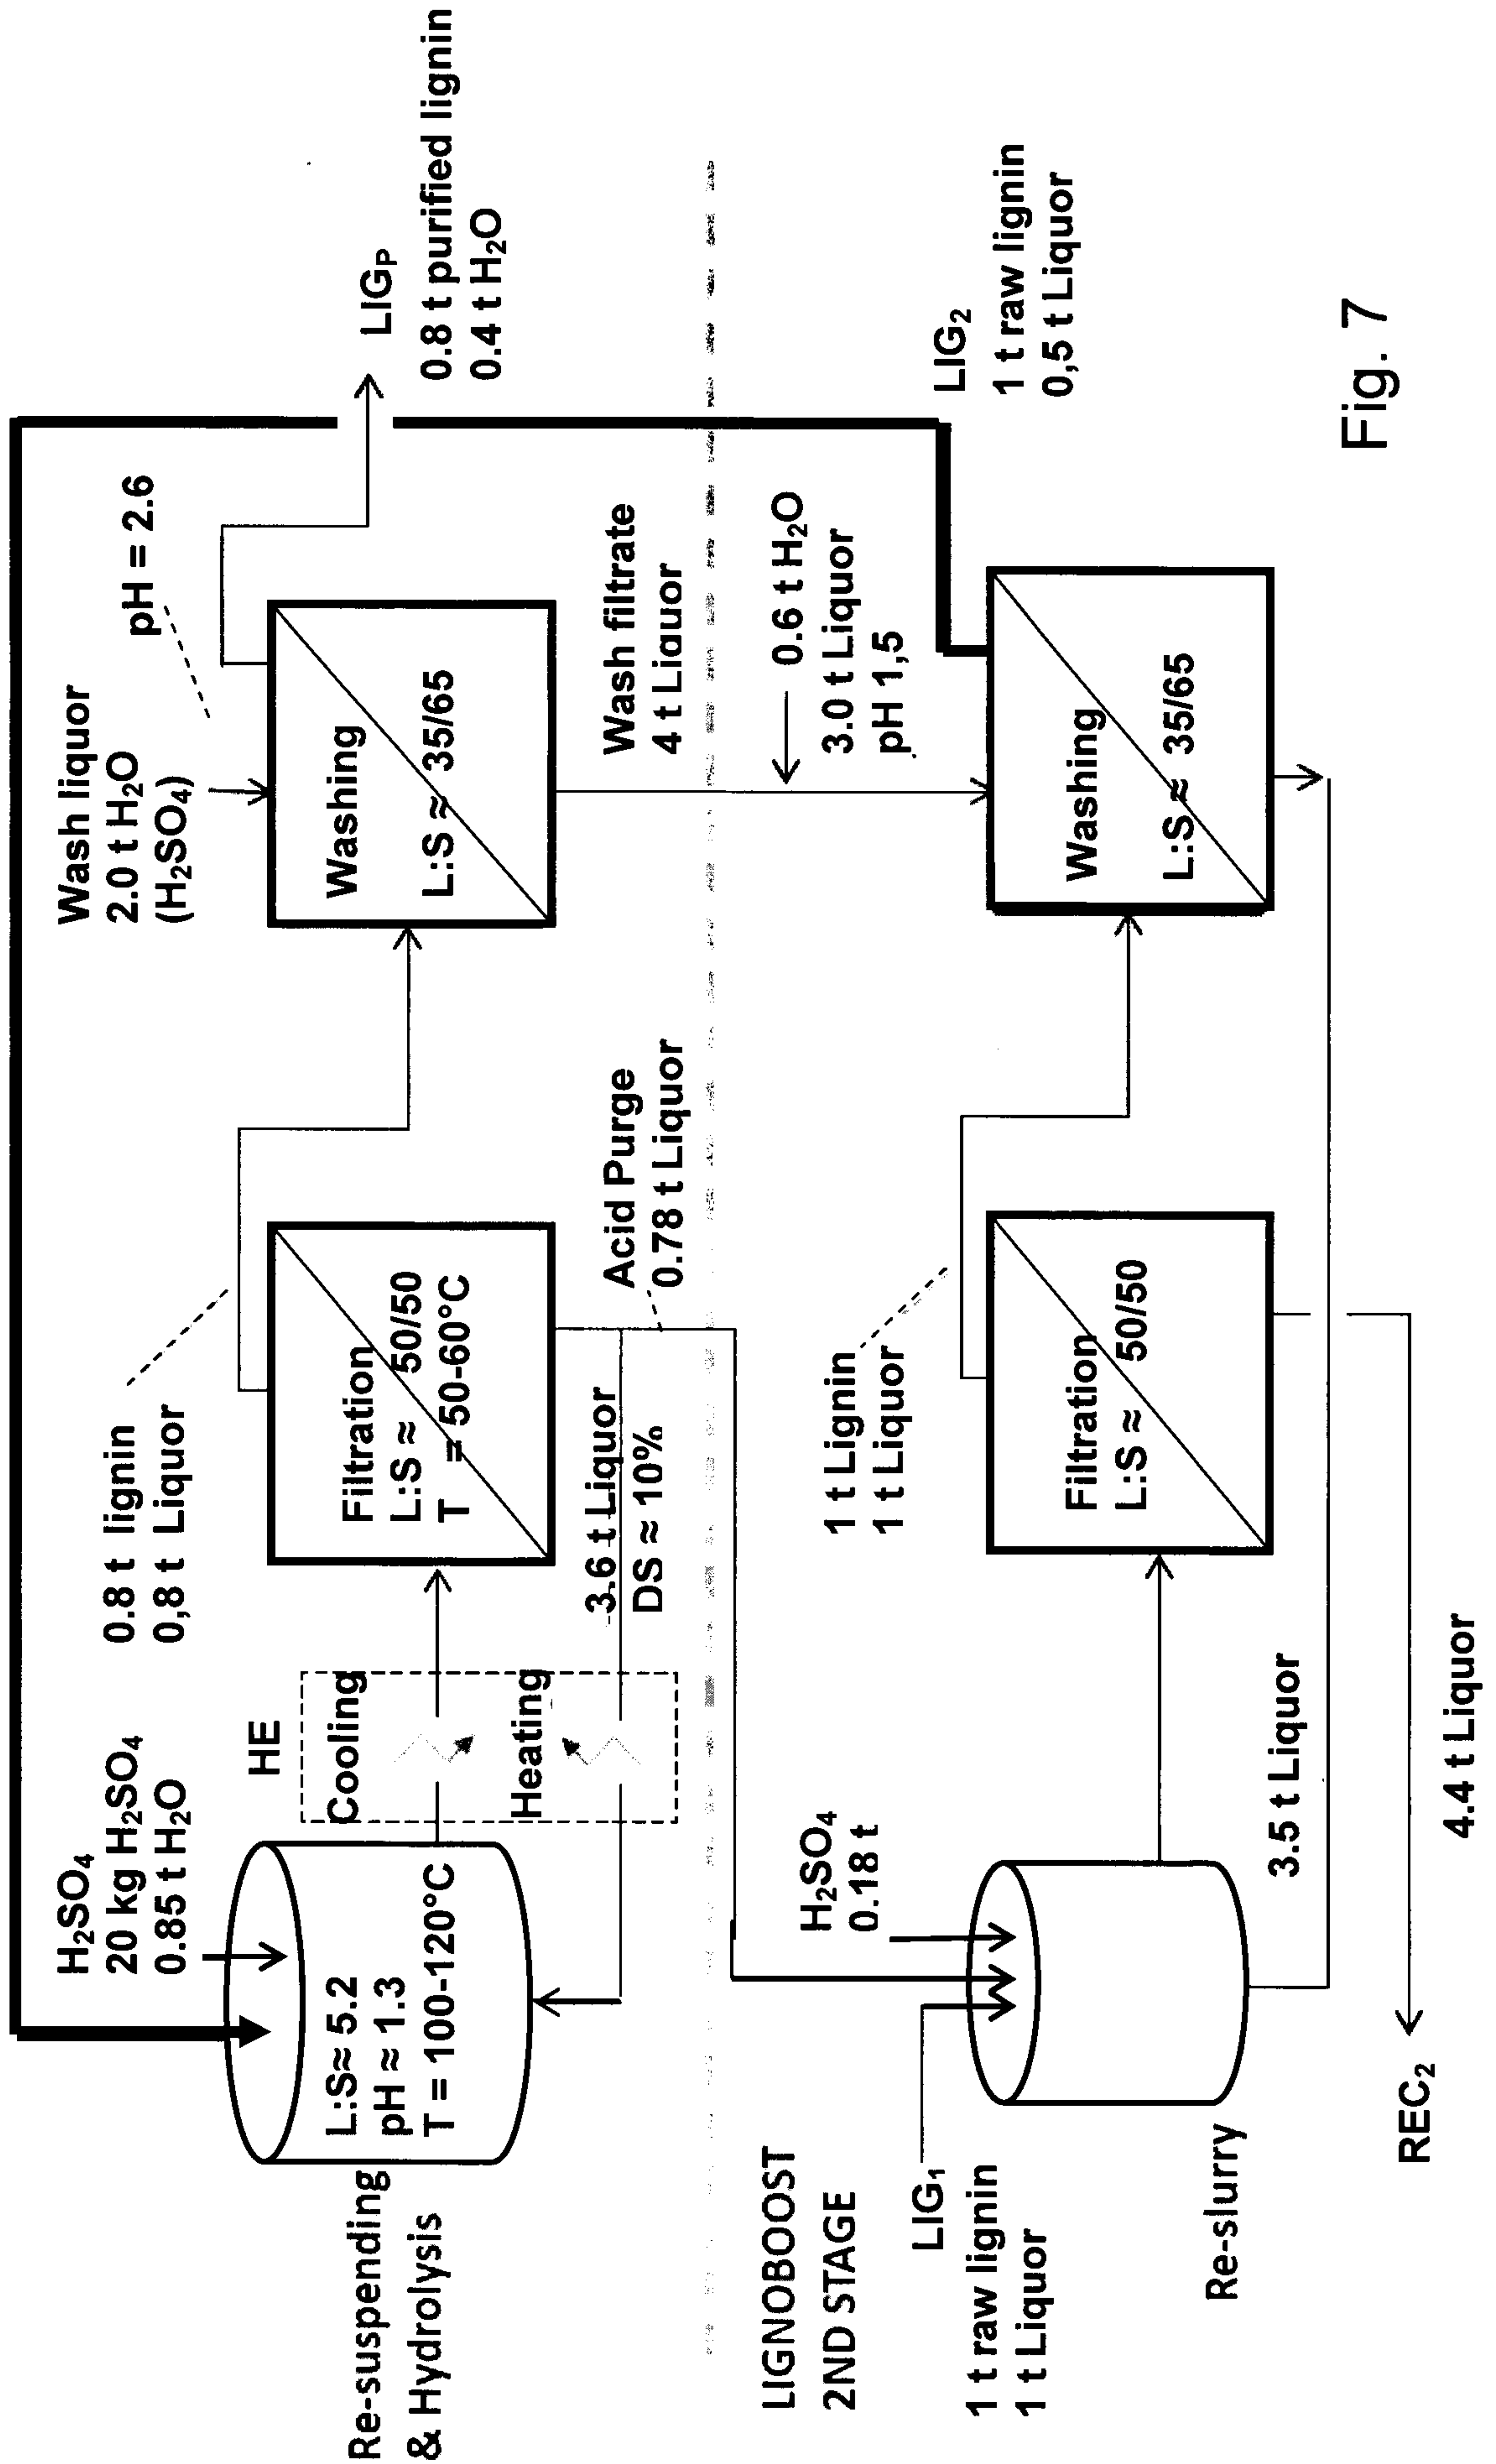 H₂SO₄
20 kg H₂SO₄
0.85 t H₂O
HE
Cooling
Heating
0.8 t lignin
0,8 t Liquor
Wash liquor
2.0 t H₂O
(H₂SO₄)
pH = 2.6
LIGP
0.8 t purified lignin
0.4 t H₂O
Re-suspending
& Hydrolysis
L:S≈ 5.2
pH ≈ 1.3
T = 100-120°C
Filtration
L:S ≈ 50/50
T = 50-60°C
Washing
L:S ≈ 35/65
3.6 t Liquor
DS ≈ 10%
Acid Purge
0.78 t Liquor
Wash filtrate
4 t Liquor
0.6 t H₂O
3.0 t Liquor
pH 1,5
LIGNOBOOST
2ND STAGE
LIG₁
1 t raw lignin
1 t Liquor
H₂SO₄
0.18 t
1 t Lignin
1 t Liquor
LIG₂
1 t raw lignin
0,5 t Liquor
Re-slurry
Filtration
L:S ≈ 50/50
Washing
L:S ≈ 35/65
3.5 t Liquor
REC₂
4.4 t Liquor
Fig. 7